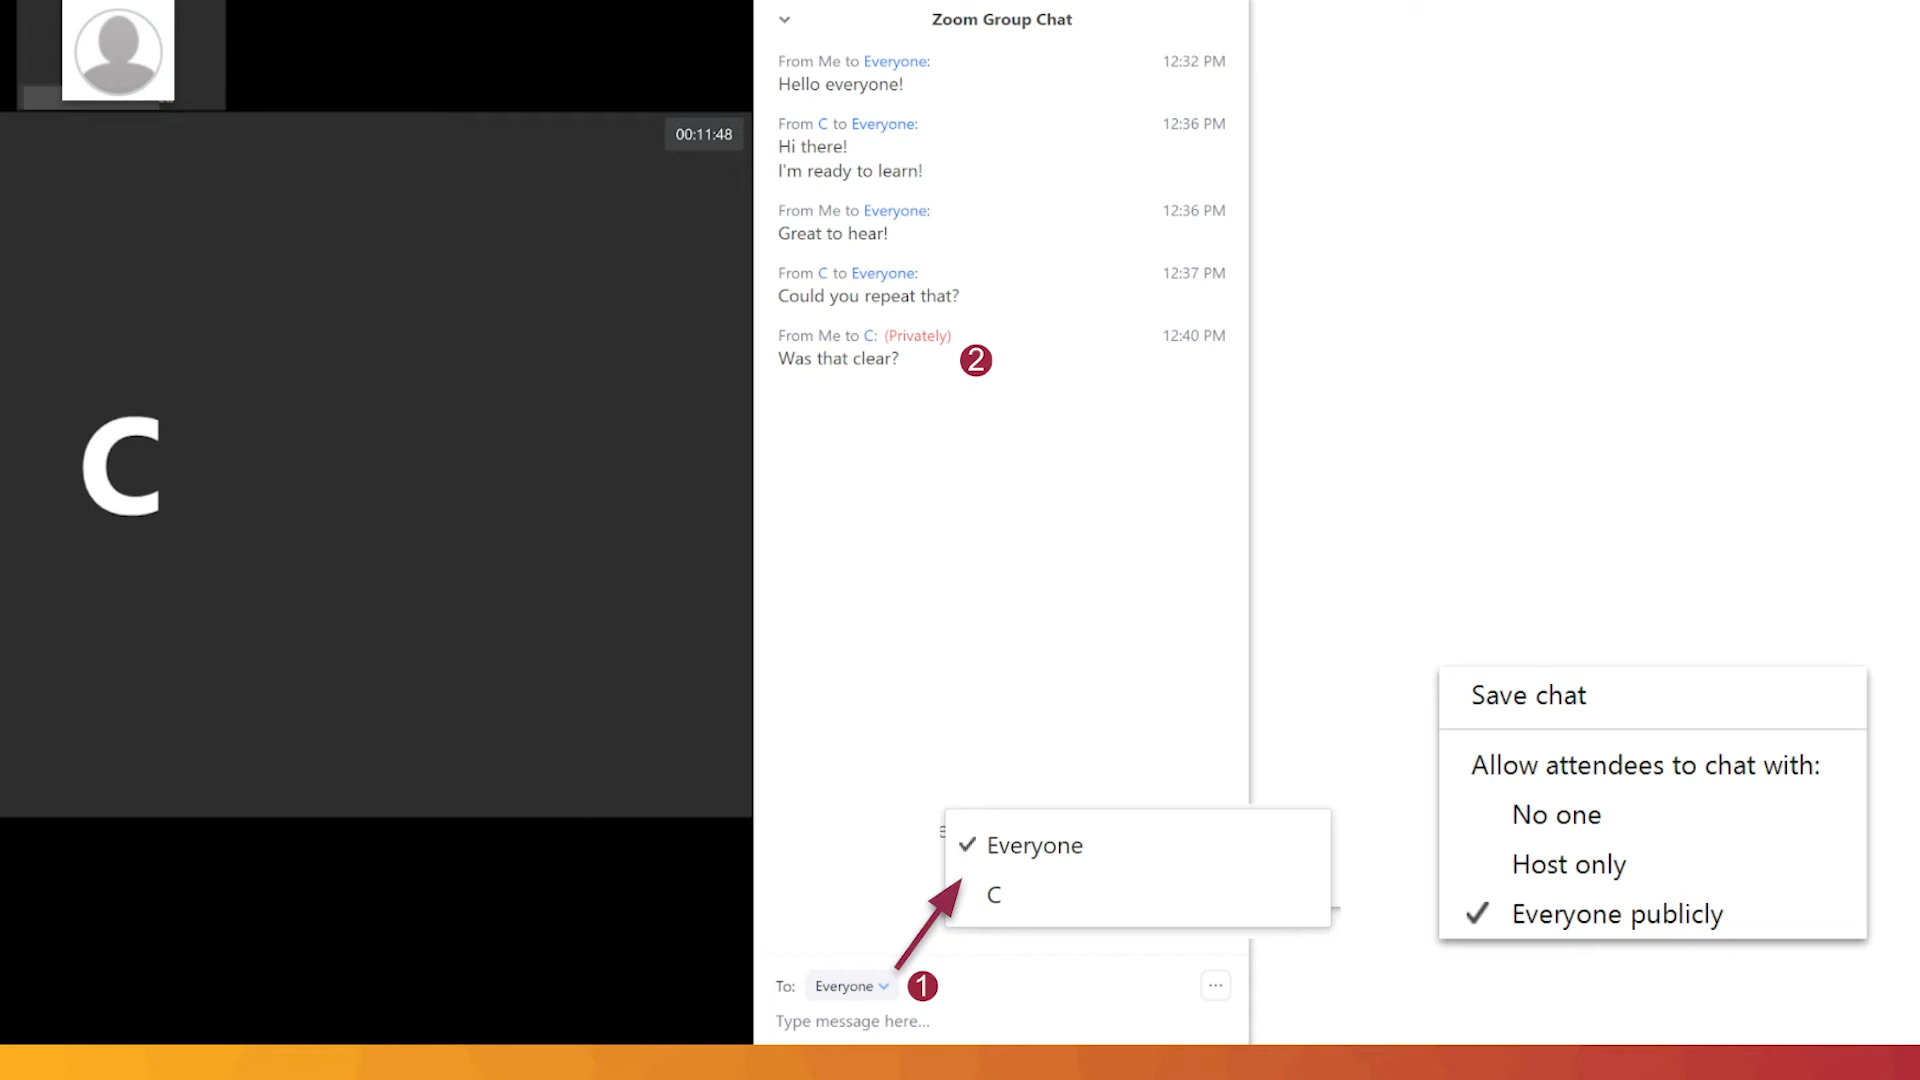 00:11:48
C
Zoom Group Chat
From Me to Everyone: 12:32 PM
Hello everyone!
From C to Everyone: 12:36 PM
Hi there!
I'm ready to learn!
From Me to Everyone: 12:36 PM
Great to hear!
From C to Everyone: 12:37 PM
Could you repeat that?
From Me to C: (Privately) 12:40 PM
Was that clear?
2
Everyone
C
To: Everyone 1
Type message here...
Save chat
Allow attendees to chat with:
No one
Host only
Everyone publicly